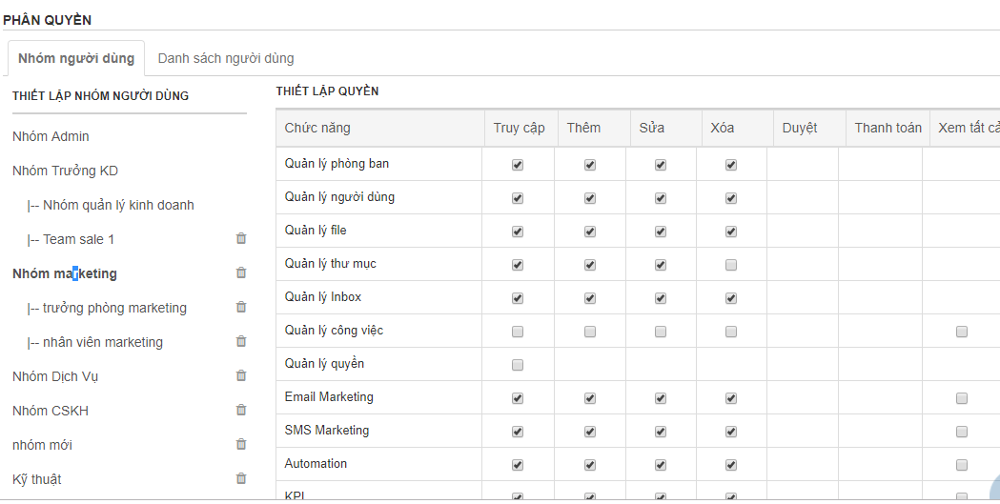 PHÂN QUYỀN
Nhóm người dùng Danh sách người dùng
THIẾT LẬP NHÓM NGƯỜI DÙNG
Nhóm Admin
Nhóm Trưởng KD
|-- Nhóm quản lý kinh doanh
|-- Team sale 1
Nhóm marketing
|-- trưởng phòng marketing
|-- nhân viên marketing
Nhóm Dịch Vụ
Nhóm CSKH
nhóm mới
Kỹ thuật
THIẾT LẬP QUYỀN
Chức năng Truy cập Thêm Sửa Xóa Duyệt Thanh toán Xem tất cả
Quản lý phòng ban
Quản lý người dùng
Quản lý file
Quản lý thư mục
Quản lý Inbox
Quản lý công việc
Quản lý quyền
Email Marketing
SMS Marketing
Automation
KPI